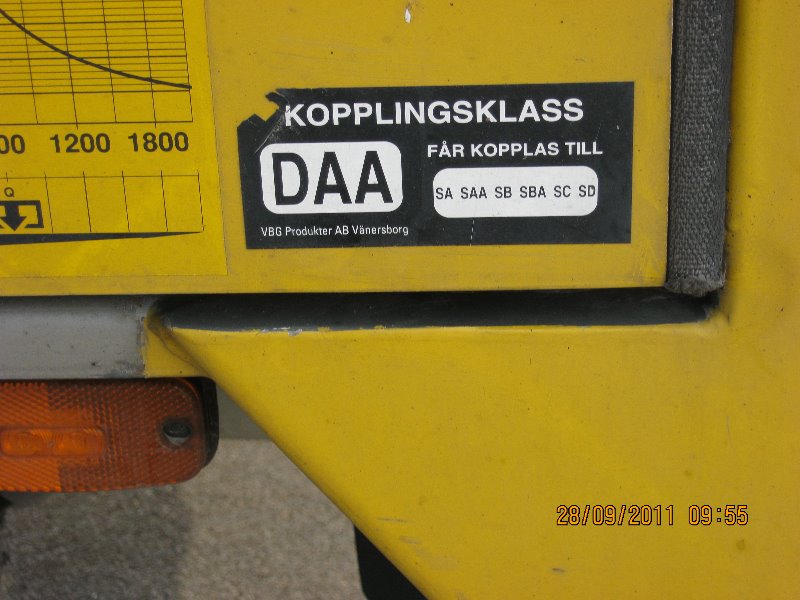 KOPPLINGSKLASS
DAA
FÅR KOPPLAS TILL
SA SAA SB SBA SC SD
VBG Produkter AB Vänersborg
00 1200 1800
Q
28/09/2011 09:55